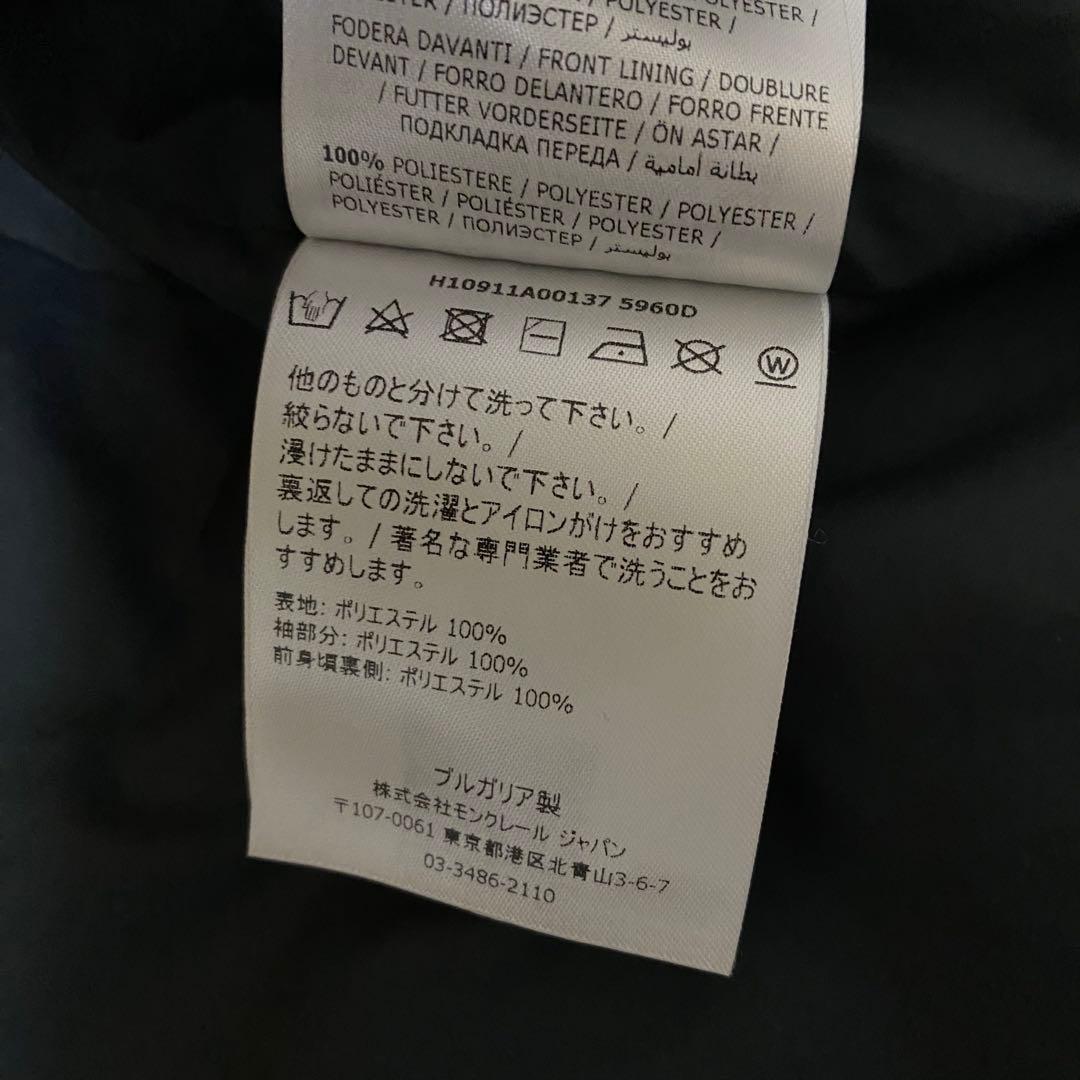 POLYESTER /
/ ПОЛИЭСТЕР / POLYESTER /
بوليستر
FODERA DAVANTI / FRONT LINING / DOUBLURE
DEVANT / FORRO DELANTERO / FORRO FRENTE
/ FUTTER VORDERSEITE / ÖN ASTAR /
ПОДКЛАДКА ПЕРЕДА / بطانة أمامية
100% POLIESTERE / POLYESTER / POLYESTER /
POLIÉSTER / POLIÉSTER / POLYESTER /
POLYESTER / ПОЛИЭСТЕР / بوليستر
H10911A00137 5960D
W
他のものと分けて洗って下さい。/
絞らないで下さい。/
浸けたままにしないで下さい。/
裏返しての洗濯とアイロンがけをおすすめ
します。/ 著名な専門業者で洗うことをお
すすめします。
表地: ポリエステル 100%
袖部分: ポリエステル 100%
前身頃裏側: ポリエステル 100%
ブルガリア製
株式会社モンクレール ジャパン
〒107-0061 東京都港区北青山3-6-7
03-3486-2110